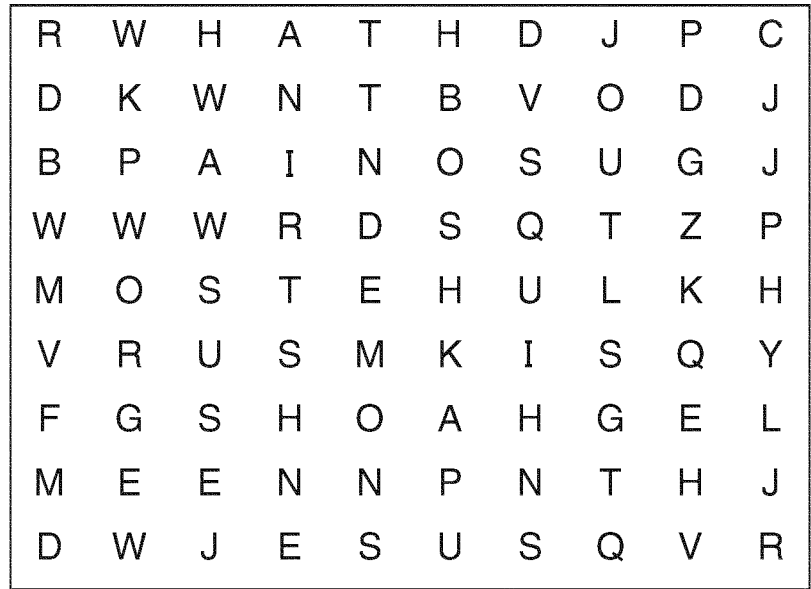 R W H A T H D J P C
D K W N T B V O D J
B P A I N O S U G J
W W W R D S Q T Z P
M O S T E H U L K H
V R U S M K I S Q Y
F G S H O A H G E L
M E E N N P N T H J
D W J E S U S Q V R